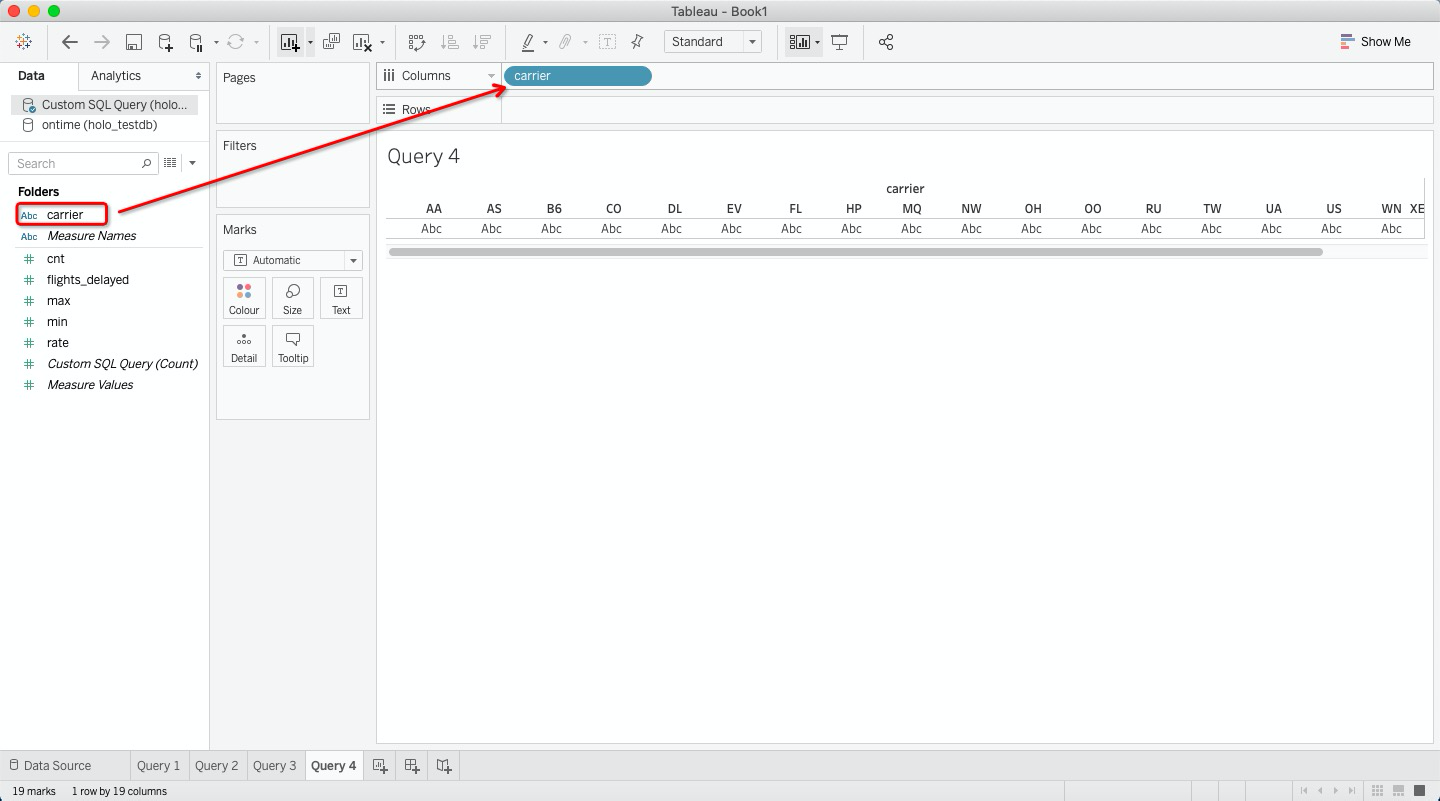 Tableau - Book1
Standard
Show Me
Data Analytics
Custom SQL Query (holo...
ontime (holo_testdb)
Search
Folders
Abc carrier
Abc Measure Names
cnt
flights_delayed
max
min
rate
Custom SQL Query (Count)
Measure Values
Pages
Filters
Marks
T Automatic
Colour Size Text
Detail Tooltip
Columns carrier
Rows
Query 4
carrier
AA AS B6 CO DL EV FL HP MQ NW OH OO RU TW UA US WN XE
Abc Abc Abc Abc Abc Abc Abc Abc Abc Abc Abc Abc Abc Abc Abc Abc Abc
Data Source Query 1 Query 2 Query 3 Query 4
19 marks 1 row by 19 columns